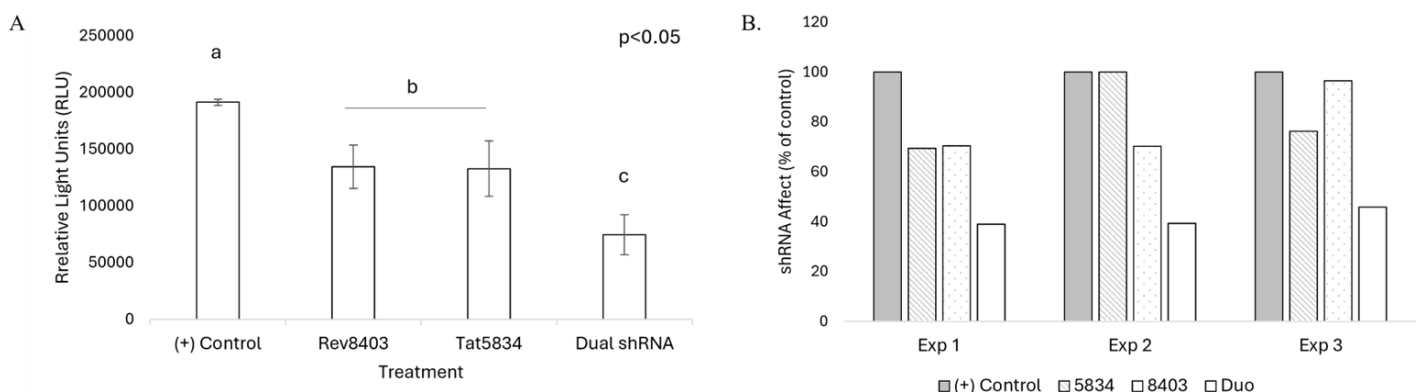 A
Rrelative Light Units (RLU)
250000
200000
150000
100000
50000
0
a
b
c
p<0.05
(+) Control Rev8403 Tat5834 Dual shRNA
Treatment
B.
shRNA Affect (% of control)
120
100
80
60
40
20
0
Exp 1 Exp 2 Exp 3
(+) Control 5834 8403 Duo